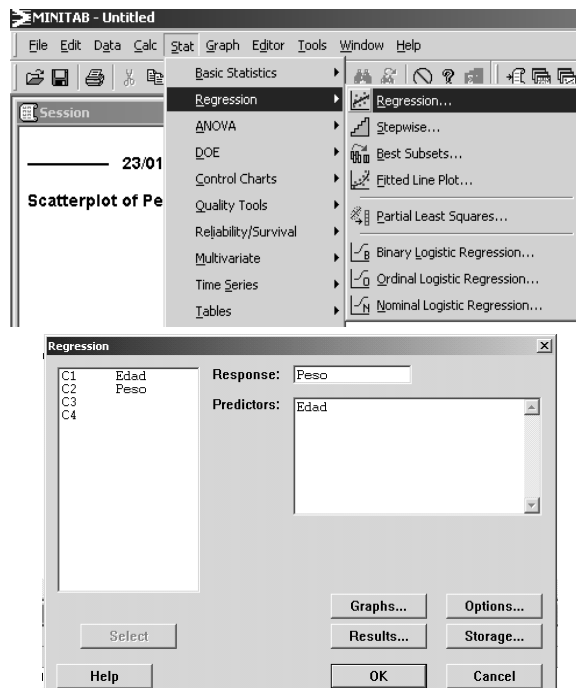 MINITAB - Untitled
File Edit Data Calc Stat Graph Editor Tools Window Help
Session
23/01
Scatterplot of Pe
Basic Statistics
Regression
ANOVA
DOE
Control Charts
Quality Tools
Reliability/Survival
Multivariate
Time Series
Tables
Regression...
Stepwise...
Best Subsets...
Fitted Line Plot...
Partial Least Squares...
Binary Logistic Regression...
Ordinal Logistic Regression...
Nominal Logistic Regression...
Regression
C1 Edad
C2 Peso
C3
C4
Response: Peso
Predictors: Edad
Graphs... Options...
Select Results... Storage...
Help OK Cancel